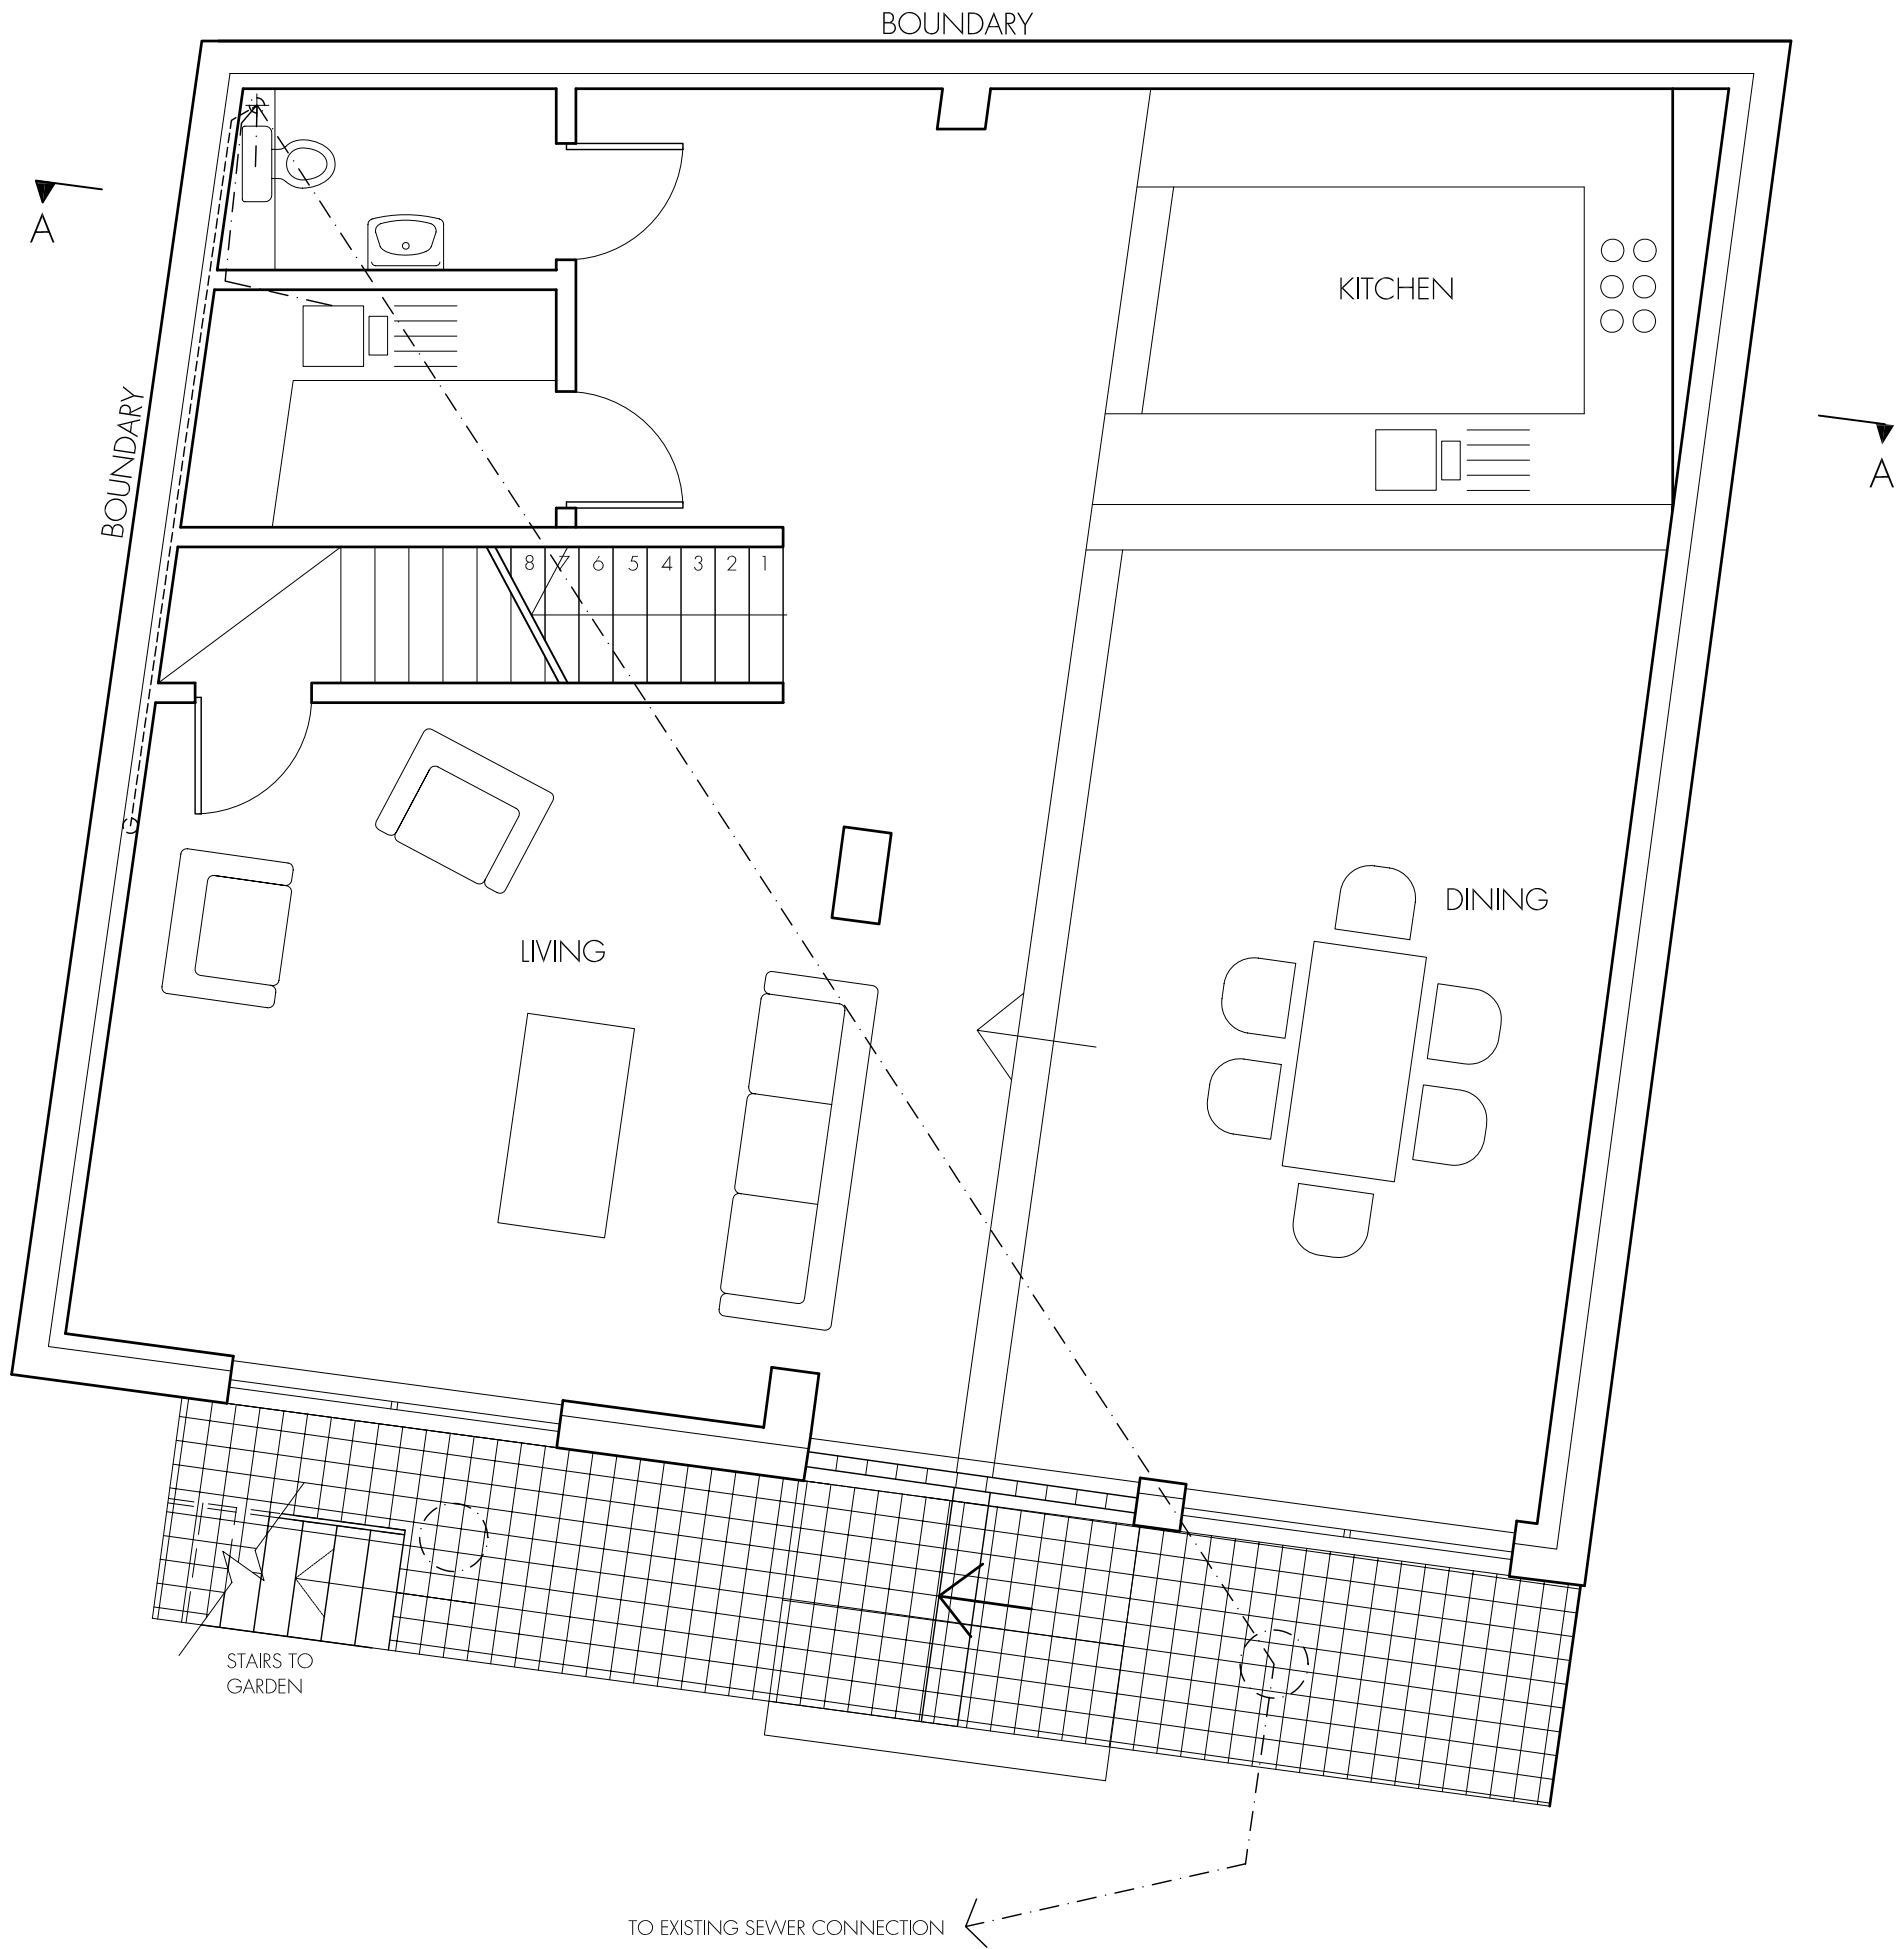 BOUNDARY
A
KITCHEN
BOUNDARY
A
8 7 6 5 4 3 2 1
DINING
LIVING
STAIRS TO
GARDEN
TO EXISTING SEWER CONNECTION